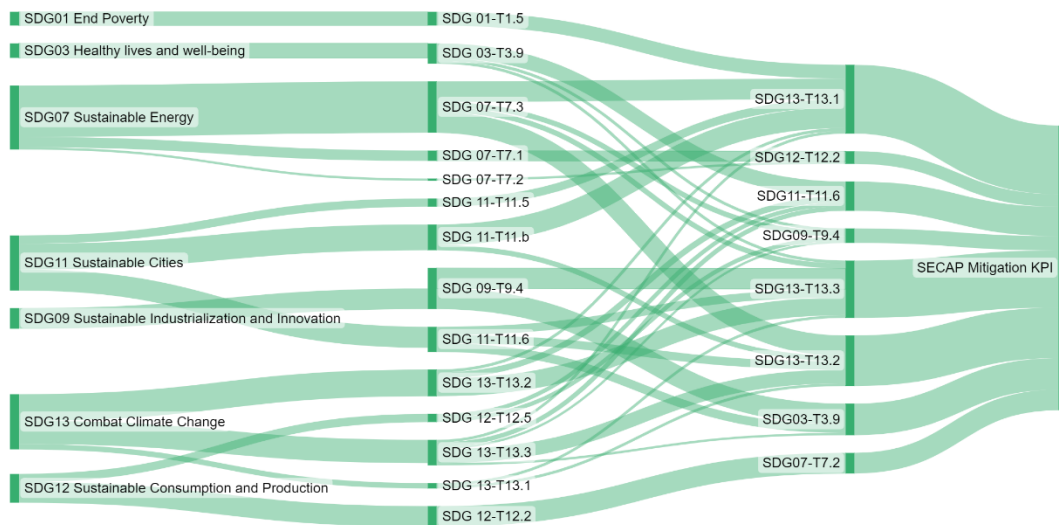 SDG01 End Poverty
SDG03 Healthy lives and well-being
SDG07 Sustainable Energy
SDG11 Sustainable Cities
SDG09 Sustainable Industrialization and Innovation
SDG13 Combat Climate Change
SDG12 Sustainable Consumption and Production
SDG 01-T1.5
SDG 03-T3.9
SDG 07-T7.3
SDG 07-T7.1
SDG 07-T7.2
SDG 11-T11.5
SDG 11-T11.b
SDG 09-T9.4
SDG 11-T11.6
SDG 13-T13.2
SDG 12-T12.5
SDG 13-T13.3
SDG 13-T13.1
SDG 12-T12.2
SDG13-T13.1
SDG12-T12.2
SDG11-T11.6
SDG09-T9.4
SDG13-T13.3
SDG13-T13.2
SDG03-T3.9
SDG07-T7.2
SECAP Mitigation KPI